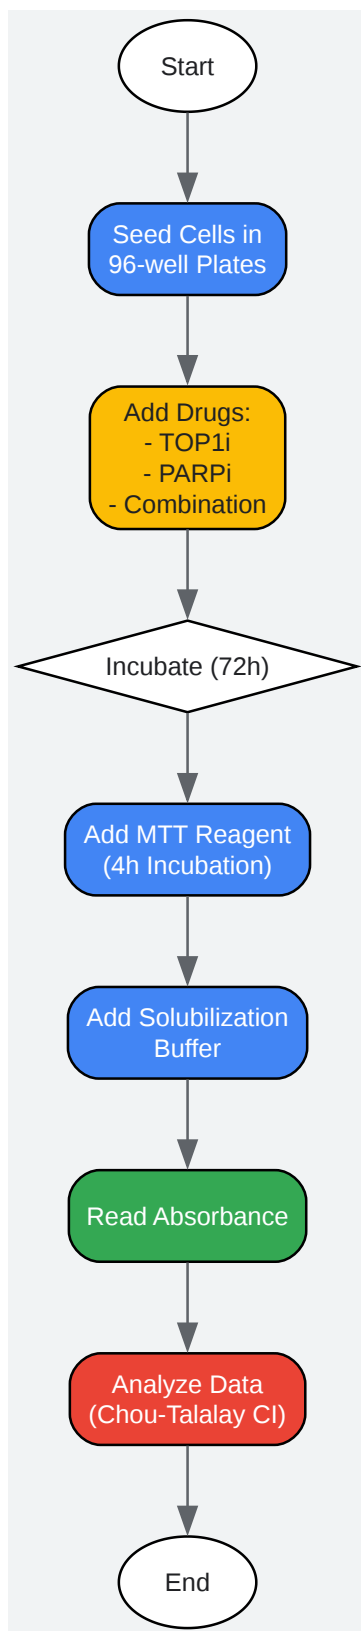 Start
Seed Cells in
96-well Plates
Add Drugs:
- TOP1i
- PARPi
- Combination
Incubate (72h)
Add MTT Reagent
(4h Incubation)
Add Solubilization
Buffer
Read Absorbance
Analyze Data
(Chou-Talalay CI)
End